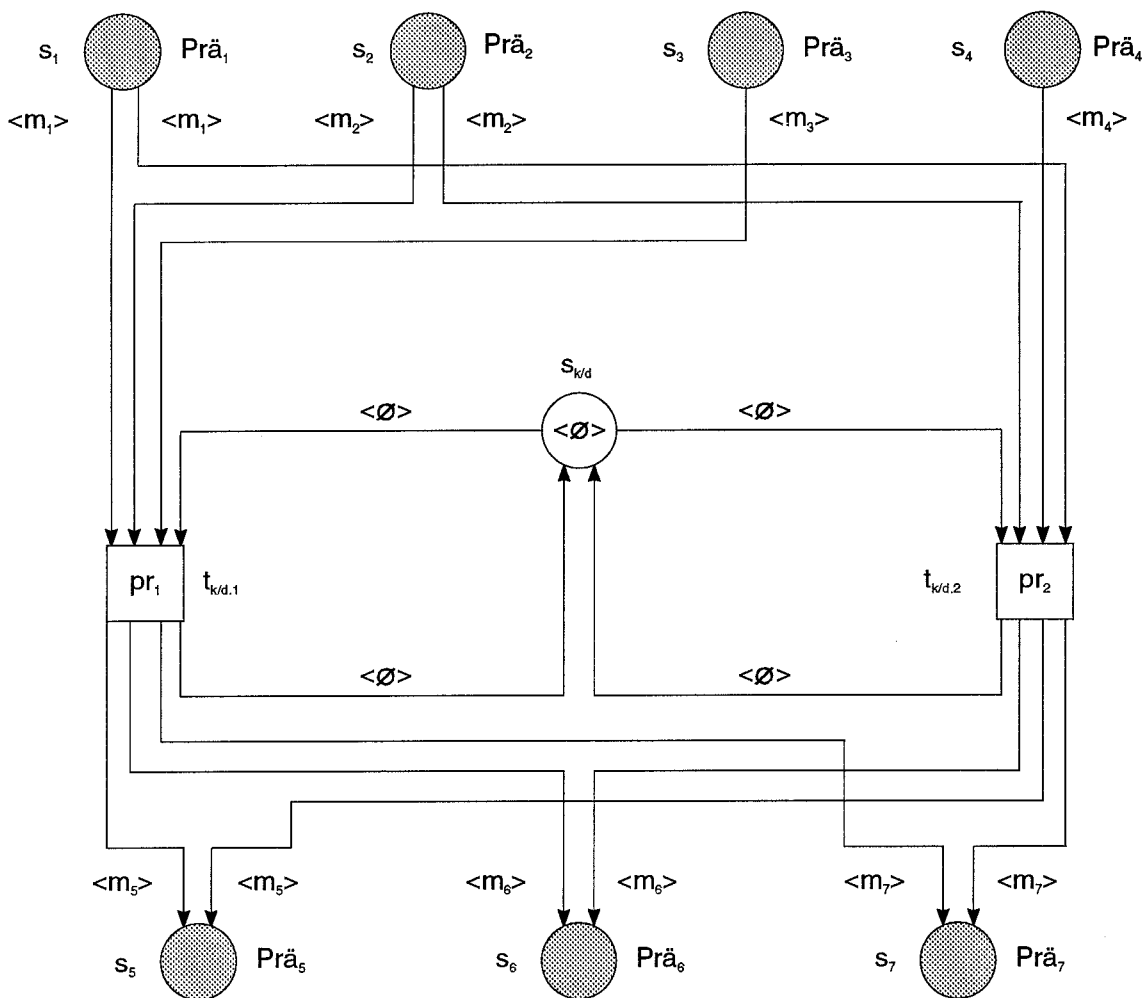 s₁ Prä₁ s₂ Prä₂ s₃ Prä₃ s₄ Prä₄
<m₁> <m₁> <m₂> <m₂> <m₃> <m₄>
s_k/d
<Ø> <Ø>
<Ø>
pr₁ t_k/d.1 t_k/d.2 pr₂
<Ø> <Ø>
<m₅> <m₅> <m₆> <m₆> <m₇> <m₇>
s₅ Prä₅ s₆ Prä₆ s₇ Prä₇